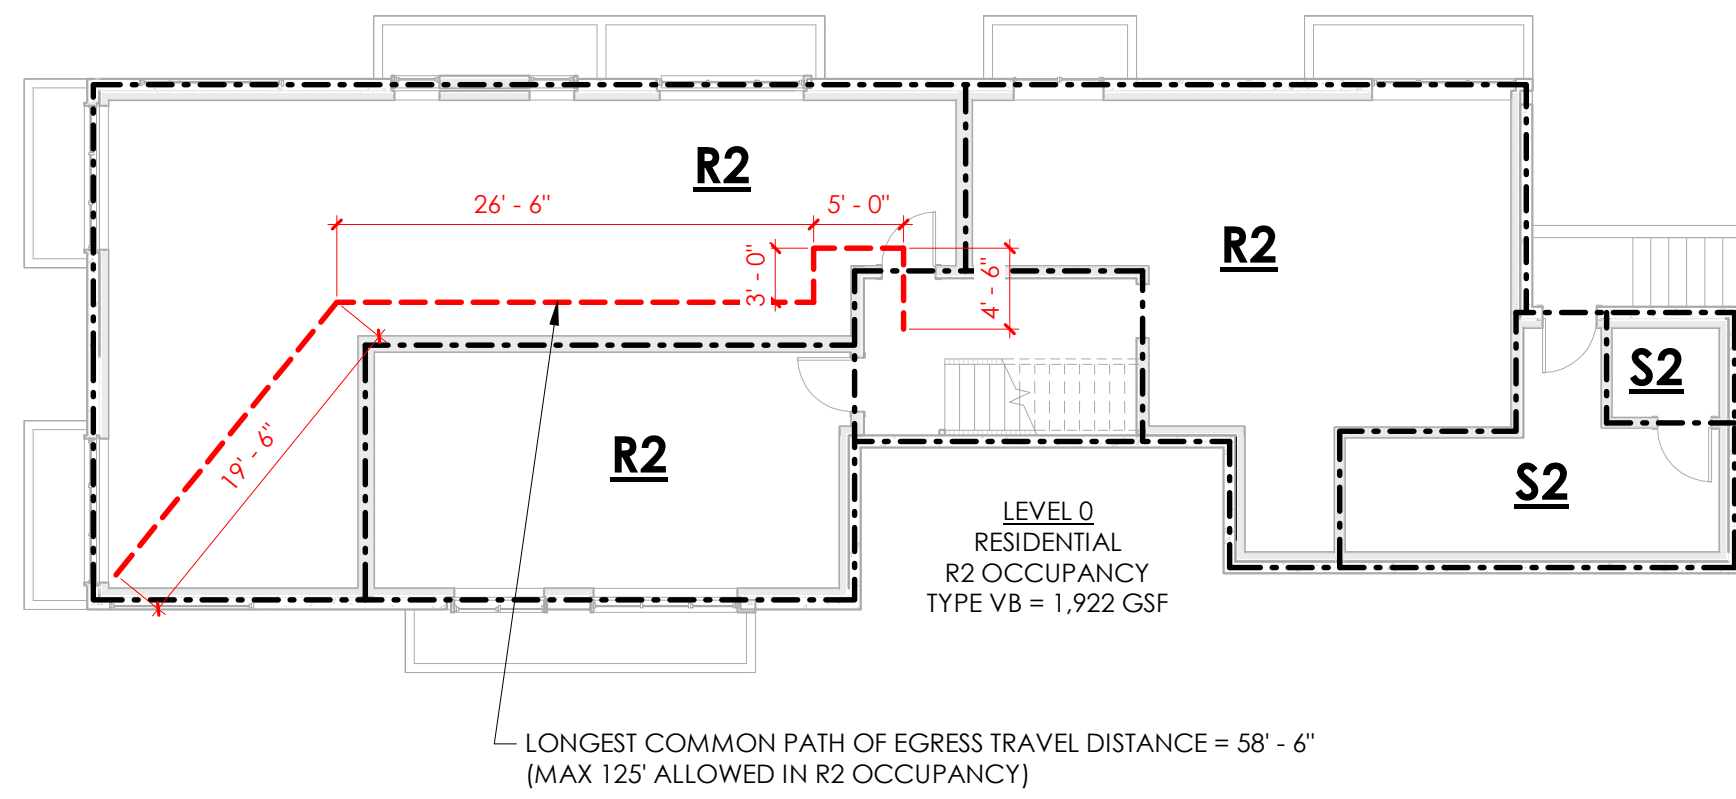 R2
26' - 6"
5' - 0"
3' - 0"
4' - 6"
R2
19' - 6"
R2
S2
S2
LEVEL 0
RESIDENTIAL
R2 OCCUPANCY
TYPE VB = 1,922 GSF
LONGEST COMMON PATH OF EGRESS TRAVEL DISTANCE = 58' - 6"
(MAX 125' ALLOWED IN R2 OCCUPANCY)